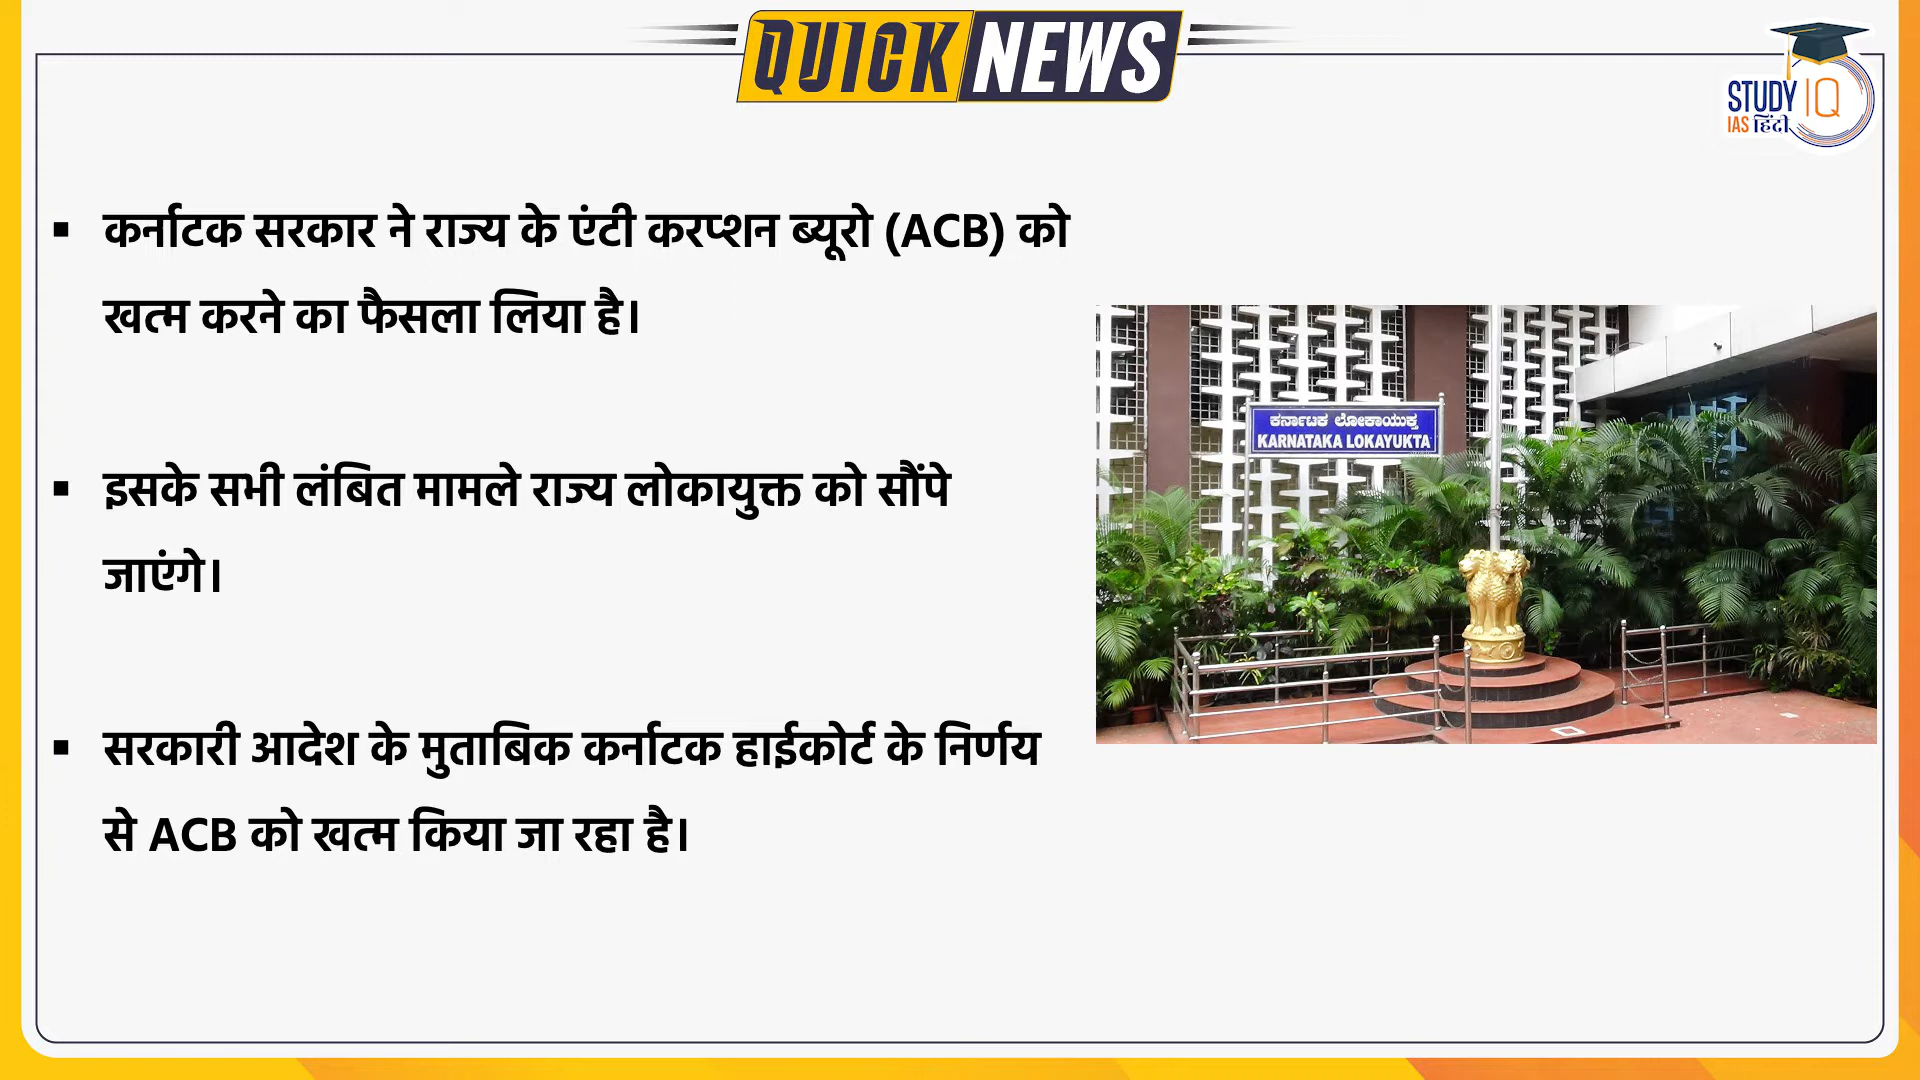 QUICK NEWS
STUDY IQ
IAS हिंदी
कर्नाटक सरकार ने राज्य के एंटी करप्शन ब्यूरो (ACB) को
खत्म करने का फैसला लिया है।
ಕರ್ನಾಟಕ ಲೋಕಾಯುಕ್ತ
KARNATAKA LOKAYUKTA
इसके सभी लंबित मामले राज्य लोकायुक्त को सौंपे
जाएंगे।
सरकारी आदेश के मुताबिक कर्नाटक हाईकोर्ट के निर्णय
से ACB को खत्म किया जा रहा है।